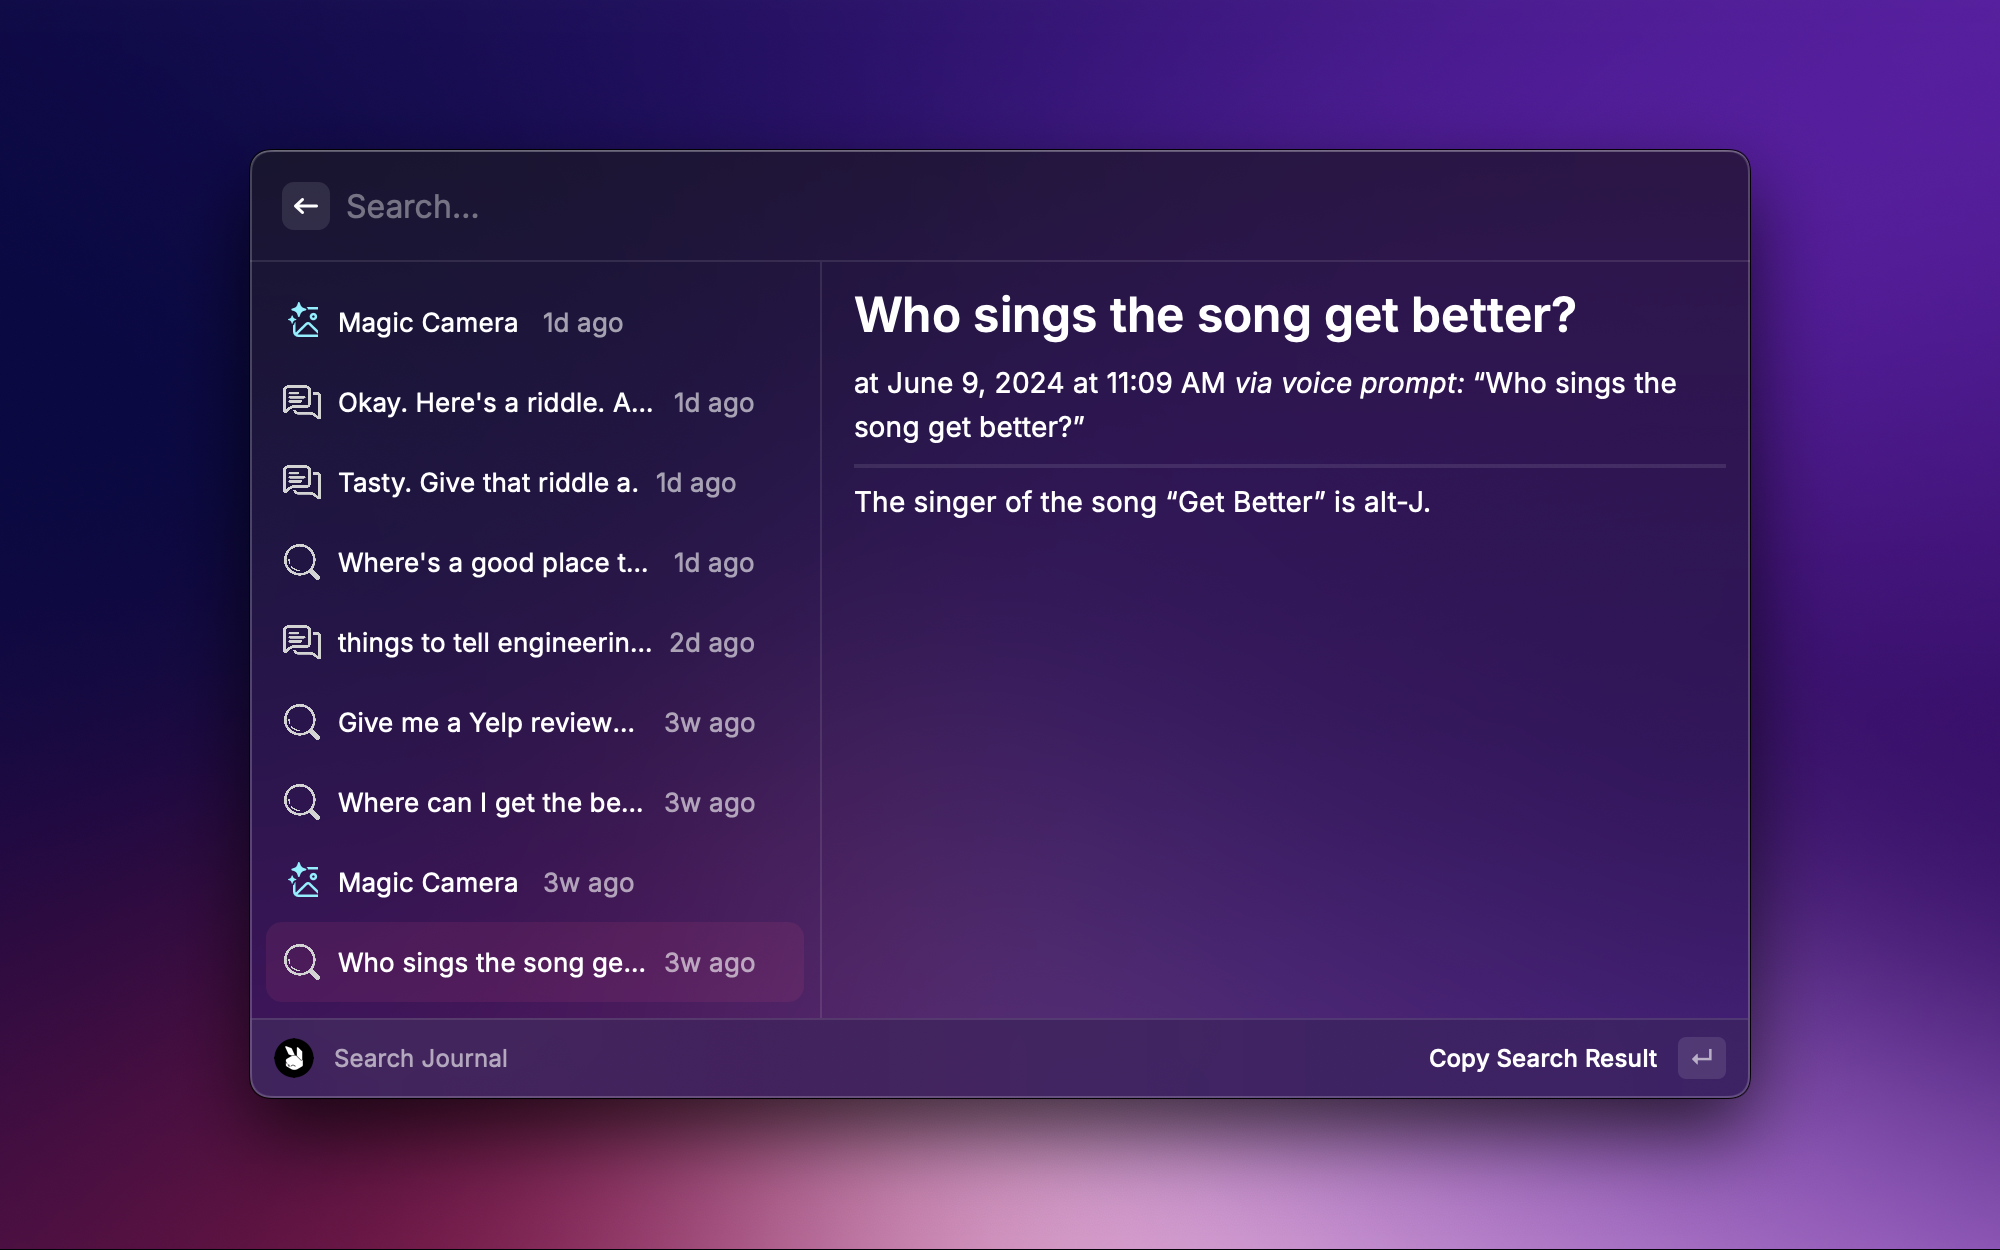 Search...
Magic Camera 1d ago
Okay. Here's a riddle. A... 1d ago
Tasty. Give that riddle a. 1d ago
Where's a good place t... 1d ago
things to tell engineerin... 2d ago
Give me a Yelp review... 3w ago
Where can I get the be... 3w ago
Magic Camera 3w ago
Who sings the song ge... 3w ago
Who sings the song get better?
at June 9, 2024 at 11:09 AM via voice prompt: “Who sings the
song get better?”
The singer of the song “Get Better” is alt-J.
Search Journal
Copy Search Result